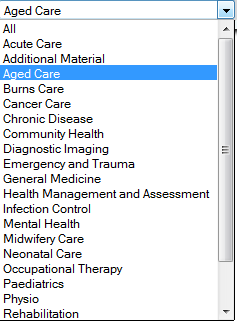 Aged Care
All
Acute Care
Additional Material
Aged Care
Burns Care
Cancer Care
Chronic Disease
Community Health
Diagnostic Imaging
Emergency and Trauma
General Medicine
Health Management and Assessment
Infection Control
Mental Health
Midwifery Care
Neonatal Care
Occupational Therapy
Paediatrics
Physio
Rehabilitation